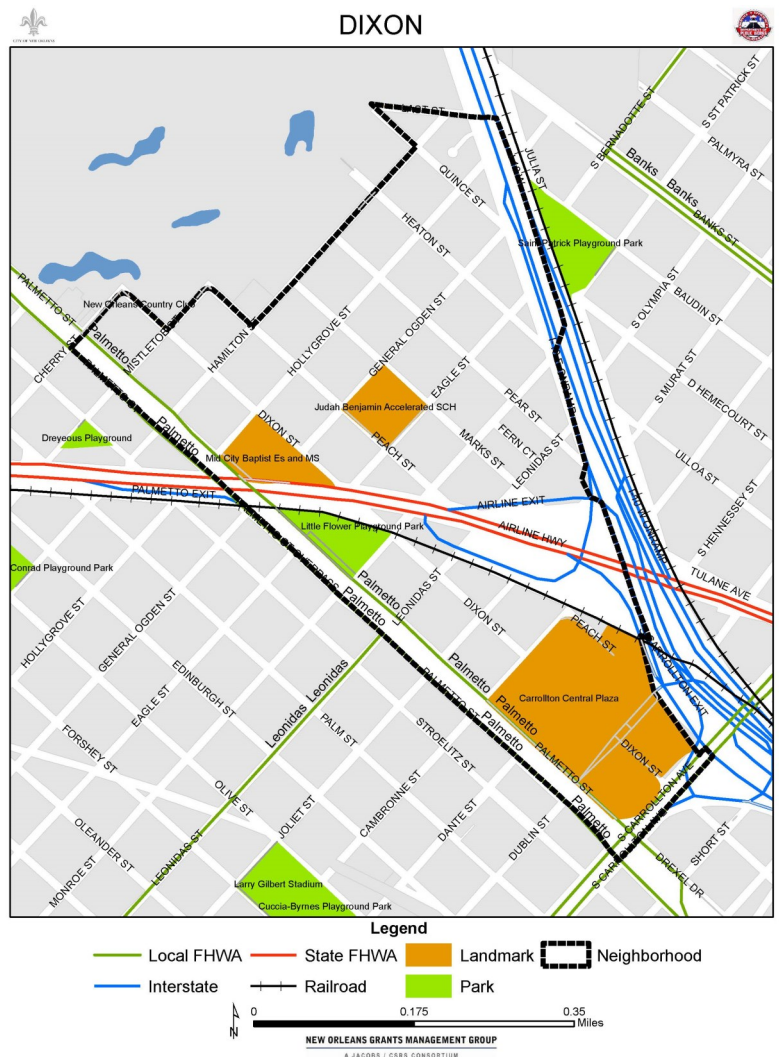 DIXON
CITY OF NEW ORLEANS
LAST ST
S BERNADOTTE ST
S ST PATRICK ST
PALMYRA ST
Banks
Banks
BANKS ST
JULIA ST
QUINCE ST
HEATON ST
Saint Patrick Playground Park
S OLYMPIA ST
BAUDIN ST
PALMETTO ST
New Orleans Country Club
Palmetto
CHERRY ST
MISTLETOE ST
HAMILTON ST
HOLLYGROVE ST
GENERAL OGDEN ST
EAGLE ST
S MURAT ST
D HEMECOURT ST
Judah Benjamin Accelerated SCH
PEAR ST
FERN CT
LEONIDAS ST
MARKS ST
PEACH ST
DIXON ST
Palmetto
Dreyeous Playground
Mid City Baptist Es and MS
ULLOA ST
S HENNESSEY ST
PALMETTO EXIT
AIRLINE EXIT
AIRLINE HWY
Little Flower Playground Park
TULANE AVE
Conrad Playground Park
Palmetto
Palmetto
LEONIDAS ST
DIXON ST
PEACH ST
HOLLYGROVE ST
GENERAL OGDEN ST
EDINBURGH ST
EAGLE ST
Leonidas Leonidas
Palmetto
PALMETTO ST
Palmetto
Palmetto
Carrollton Central Plaza
CARROLLTON EXIT
PALM ST
STROELITZ ST
PALMETTO ST
DIXON ST
FORSHEY ST
OLIVE ST
JOLIET ST
CAMBRONNE ST
DANTE ST
DUBLIN ST
Palmetto
S CARROLLTON AVE
SHORT ST
DREXEL DR
OLEANDER ST
MONROE ST
LEONIDAS ST
Larry Gilbert Stadium
Cuccia-Byrnes Playground Park
Legend
Local FHWA
State FHWA
Landmark
Neighborhood
Interstate
Railroad
Park
N
0 0.175 0.35
Miles
NEW ORLEANS GRANTS MANAGEMENT GROUP
A JACOBS / CSRS CONSORTIUM